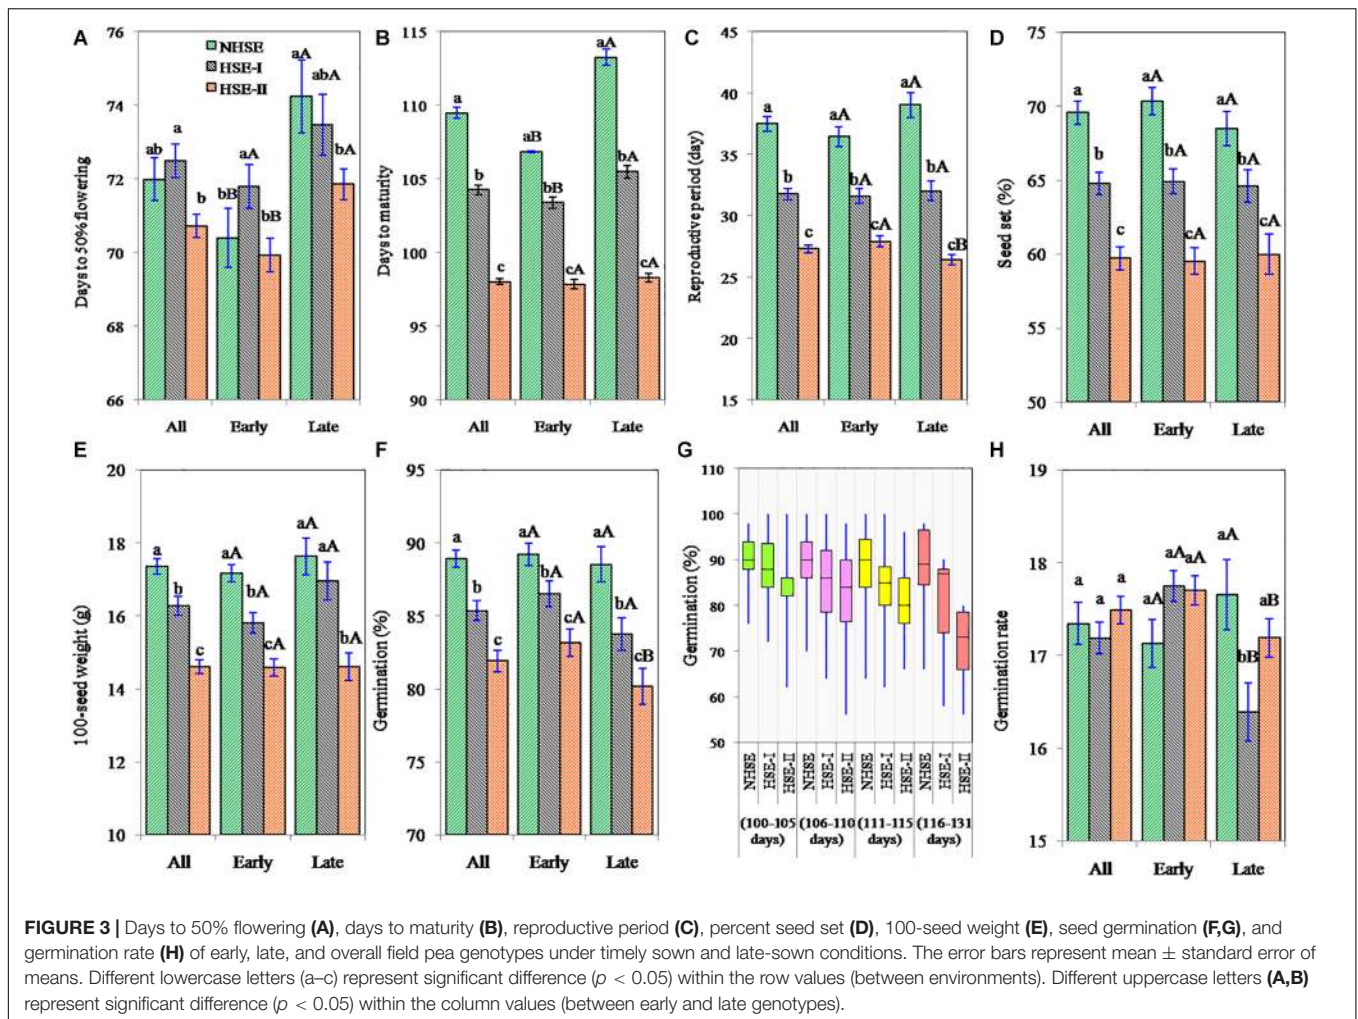 A
76
74
72
70
68
66
Days to 50% flowering
NHSE
HSE-I
HSE-II
ab
a
b
bB
aA
bB
aA
abA
bA
All Early Late
B
115
110
105
100
95
90
Days to maturity
a
b
c
aB
bB
cA
aA
bA
cA
All Early Late
C
45
40
36
32
26
22
15
Reproductive period (day)
a
b
c
aA
bA
cA
aA
bA
cB
All Early Late
D
75
70
65
60
55
50
Seed set (%)
a
b
c
aA
bA
cA
aA
bA
cA
All Early Late
E
20
18
16
14
12
10
100-seed weight (g)
a
b
c
aA
bA
cA
aA
aA
bA
All Early Late
F
95
90
85
80
75
70
Germination (%)
a
b
c
aA
bA
cA
aA
bA
cB
All Early Late
G
110
100
90
80
70
60
50
Germination (%)
NHSE
HSE-I
HSE-II
NHSE
HSE-I
HSE-II
NHSE
HSE-I
HSE-II
NHSE
HSE-I
HSE-II
(100-105 days)
(106-110 days)
(111-115 days)
(116-131 days)
H
19
18
17
16
15
Germination rate
a
a
a
aA
aA
aA
aA
bB
aB
All Early Late
FIGURE 3 | Days to 50% flowering (A), days to maturity (B), reproductive period (C), percent seed set (D), 100-seed weight (E), seed germination (F,G), and
germination rate (H) of early, late, and overall field pea genotypes under timely sown and late-sown conditions. The error bars represent mean ± standard error of
means. Different lowercase letters (a–c) represent significant difference (p < 0.05) within the row values (between environments). Different uppercase letters (A,B)
represent significant difference (p < 0.05) within the column values (between early and late genotypes).